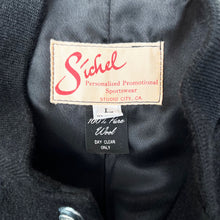 Sichel
Personalized Promotional
Sportswear
STUDIO CITY, CA.
L
100% Pure
Wool
DRY CLEAN
ONLY